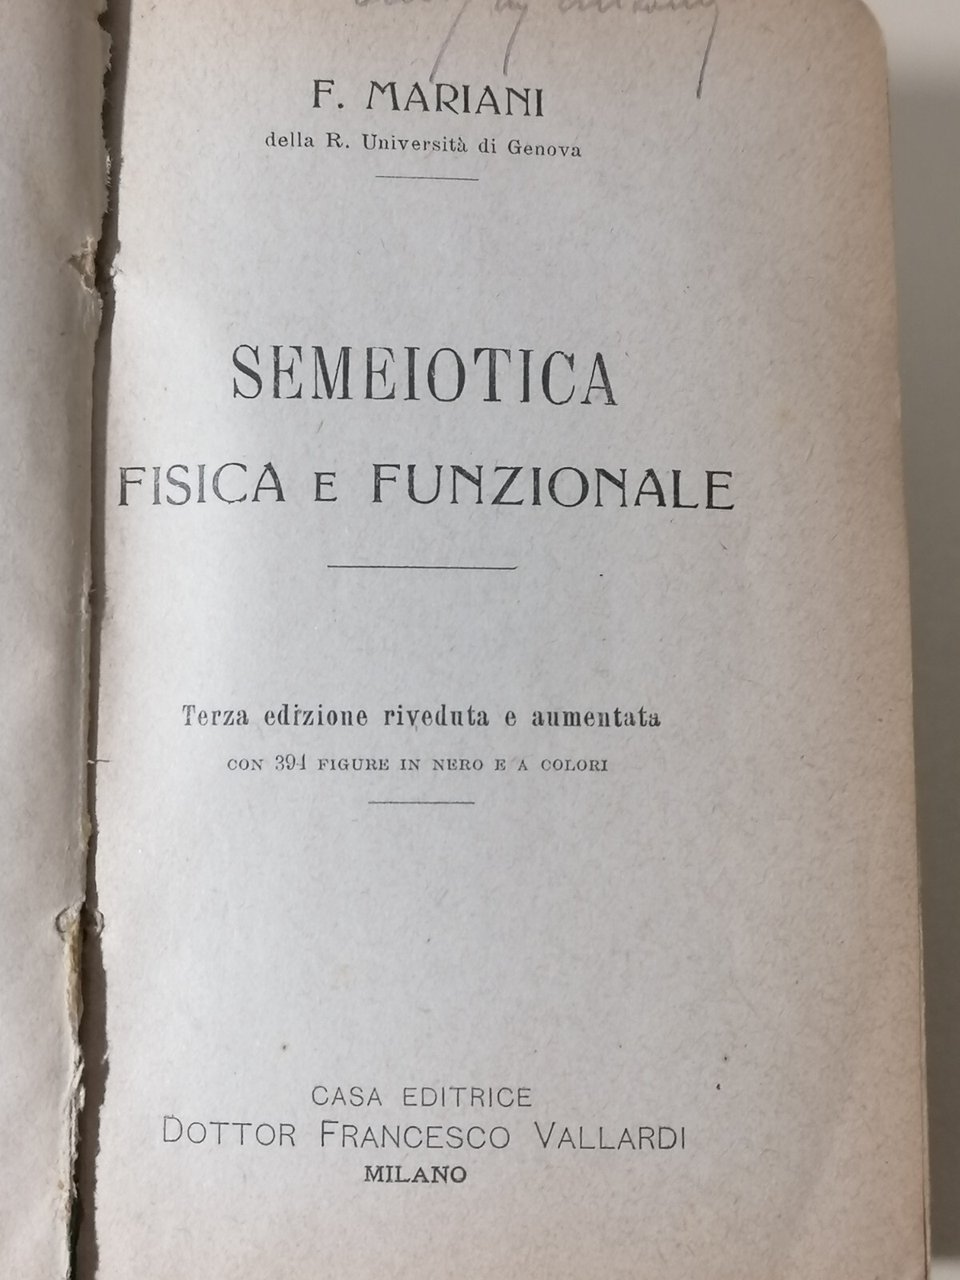 F. MARIANI
della R. Università di Genova
SEMEIOTICA
FISICA E FUNZIONALE
Terza edizione riveduta e aumentata
CON 394 FIGURE IN NERO E A COLORI
CASA EDITRICE
DOTTOR FRANCESCO VALLARDI
MILANO